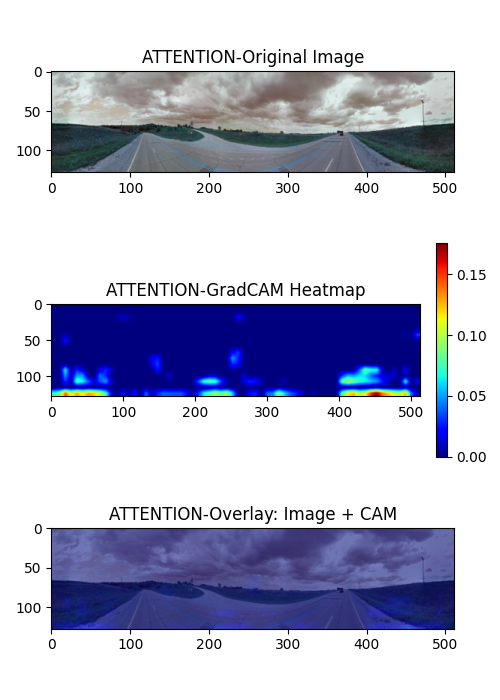 ATTENTION-Original Image
0
50
100
0 100 200 300 400 500
ATTENTION-GradCAM Heatmap
0
50
100
0 100 200 300 400 500
0.15
0.10
0.05
0.00
ATTENTION-Overlay: Image + CAM
0
50
100
0 100 200 300 400 500